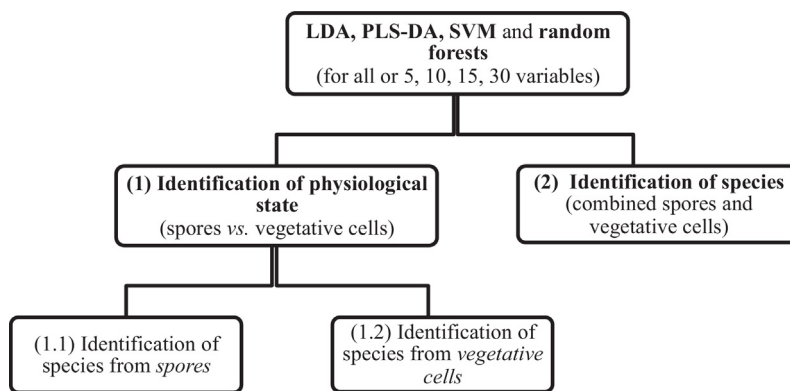 LDA, PLS-DA, SVM and random
forests
(for all or 5, 10, 15, 30 variables)
(1) Identification of physiological
state
(spores vs. vegetative cells)
(2) Identification of species
(combined spores and
vegetative cells)
(1.1) Identification of
species from spores
(1.2) Identification of
species from vegetative
cells